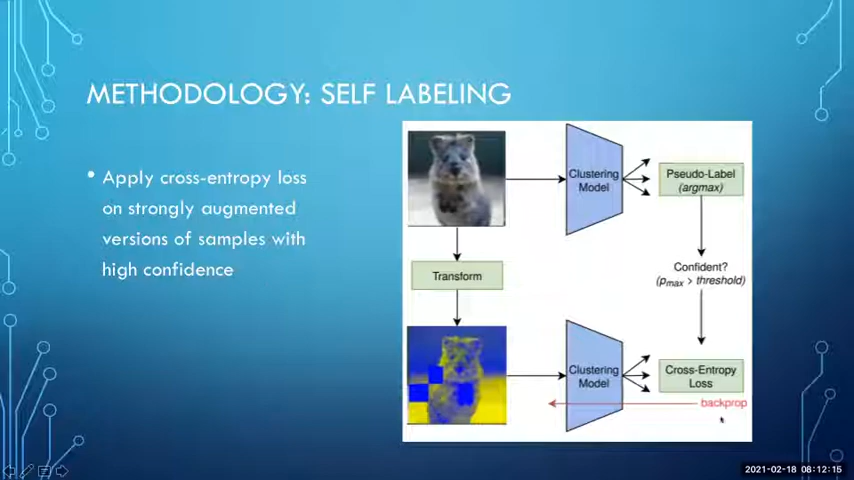 METHODOLOGY: SELF LABELING
• Apply cross-entropy loss
on strongly augmented
versions of samples with
high confidence
Clustering
Model
Pseudo-Label
(argmax)
Transform
Confident?
(pmax > threshold)
Clustering
Model
Cross-Entropy
Loss
backprop
2021-02-18 08:12:15